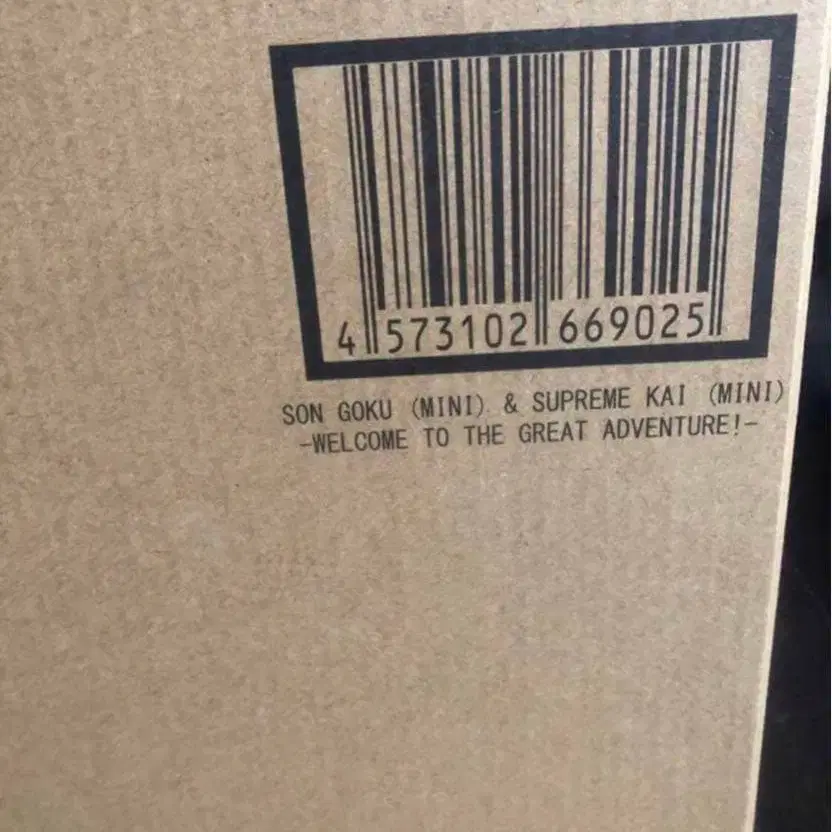 4 573102 669025
SON GOKU (MINI) & SUPREME KAI (MINI)
-WELCOME TO THE GREAT ADVENTURE!-